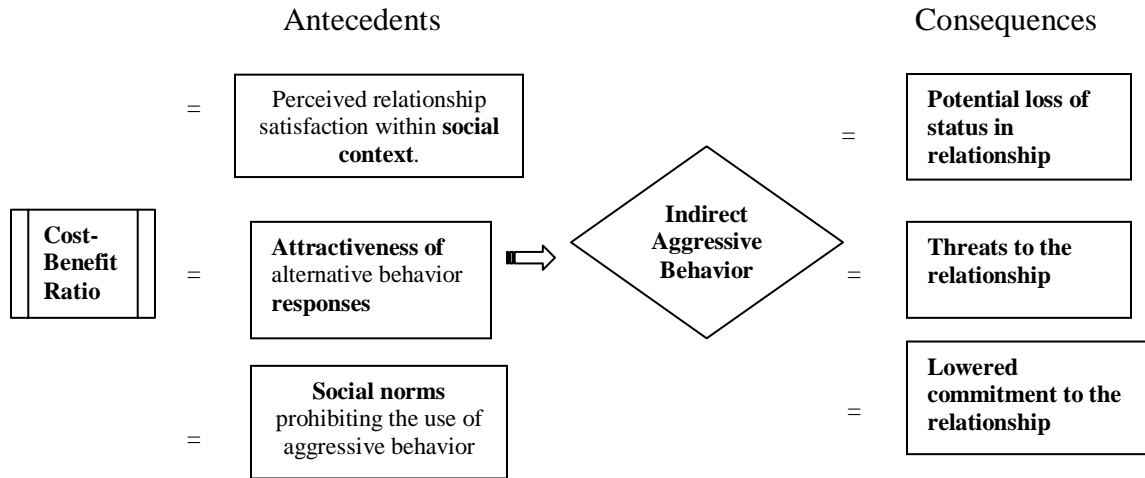 Antecedents
Consequences
=
Perceived relationship
satisfaction within social
context.
=
Potential loss of
status in
relationship
Cost-
Benefit
Ratio
=
Attractiveness of
alternative behavior
responses
Indirect
Aggressive
Behavior
=
Threats to the
relationship
=
Social norms
prohibiting the use of
aggressive behavior
=
Lowered
commitment to the
relationship